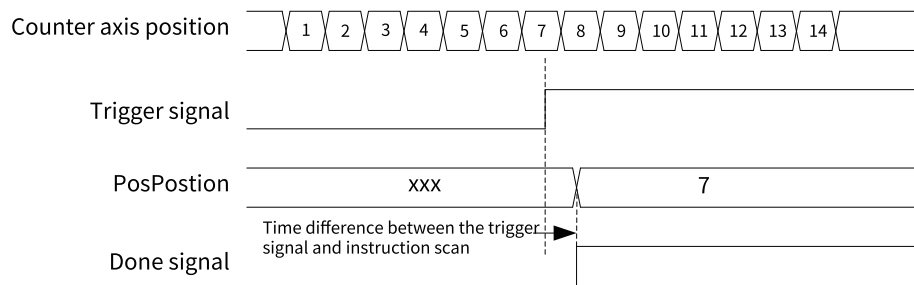 Counter axis position 1 2 3 4 5 6 7 8 9 10 11 12 13 14
Trigger signal
PosPostion xxx 7
Time difference between the trigger
signal and instruction scan
Done signal